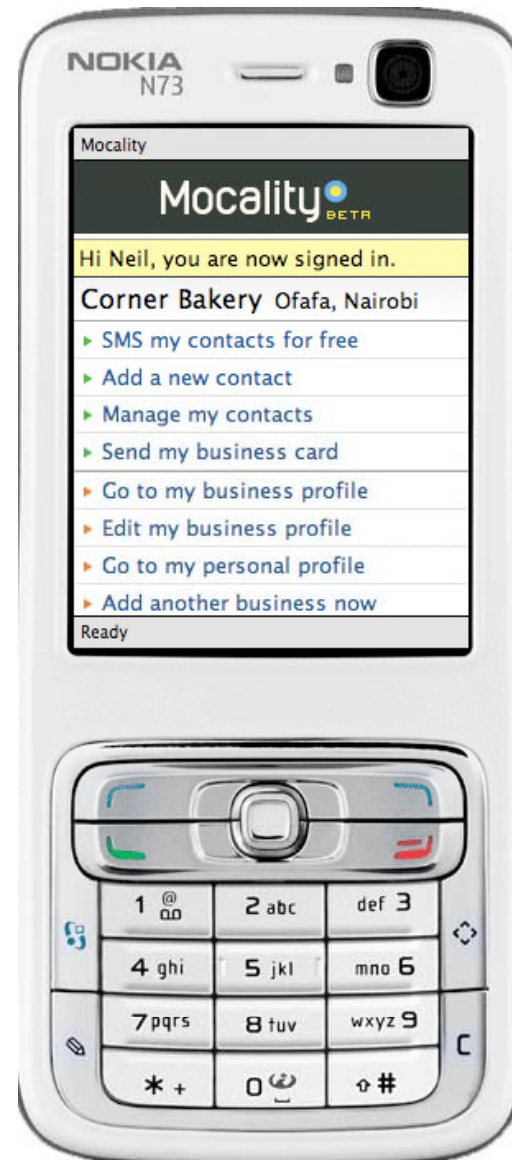 NOKIA
N73
Mocality
Mocality
BETA
Hi Neil, you are now signed in.
Corner Bakery Ofafa, Nairobi
SMS my contacts for free
Add a new contact
Manage my contacts
Send my business card
Go to my business profile
Edit my business profile
Go to my personal profile
Add another business now
Ready
1 @ 2 abc def 3
4 ghi 5 jkl mno 6
7 pqrs 8 tuv wxyz 9 C
* + 0 #